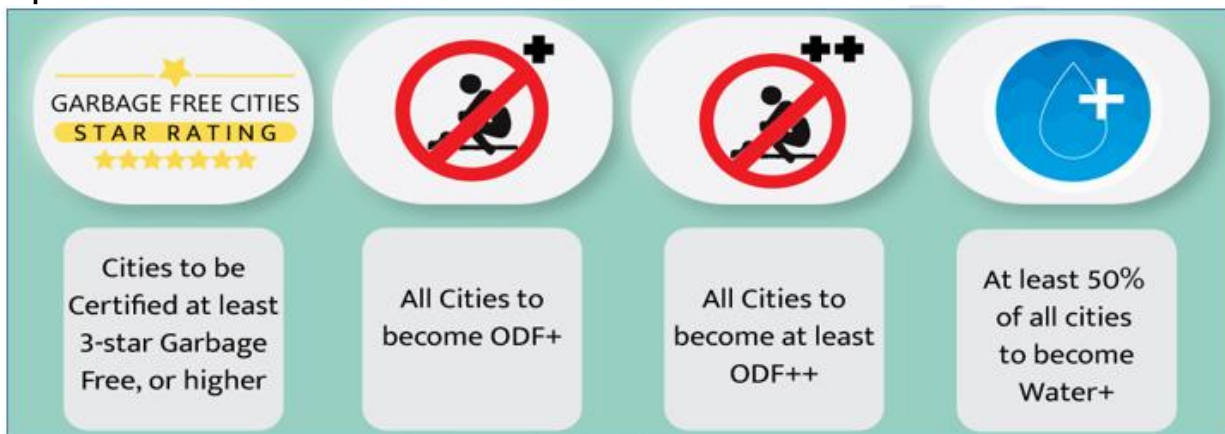 GARBAGE FREE CITIES
STAR RATING
Cities to be
Certified at least
3-star Garbage
Free, or higher
All Cities to
become ODF+
All Cities to
become at least
ODF++
At least 50%
of all cities
to become
Water+